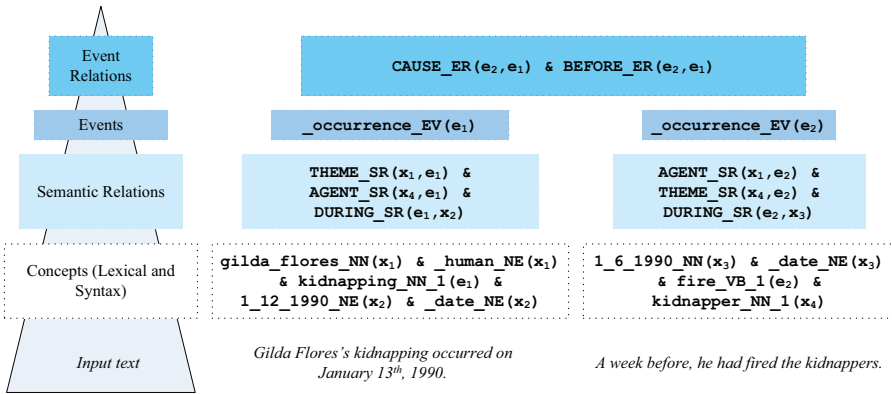 Event
Relations
CAUSE_ER(e₂,e₁) & BEFORE_ER(e₂,e₁)
Events
_occurrence_EV(e₁)
_occurrence_EV(e₂)
Semantic Relations
THEME_SR(x₁,e₁) &
AGENT_SR(x₄,e₁) &
DURING_SR(e₁,x₂)
AGENT_SR(x₁,e₂) &
THEME_SR(x₄,e₂) &
DURING_SR(e₂,x₃)
Concepts (Lexical and
Syntax)
gilda_flores_NN(x₁) & _human_NE(x₁)
& kidnapping_NN_1(e₁) &
1_12_1990_NE(x₂) & _date_NE(x₂)
1_6_1990_NN(x₃) & _date_NE(x₃)
& fire_VB_1(e₂) &
kidnapper_NN_1(x₄)
Input text
Gilda Flores's kidnapping occurred on
January 13th, 1990.
A week before, he had fired the kidnappers.